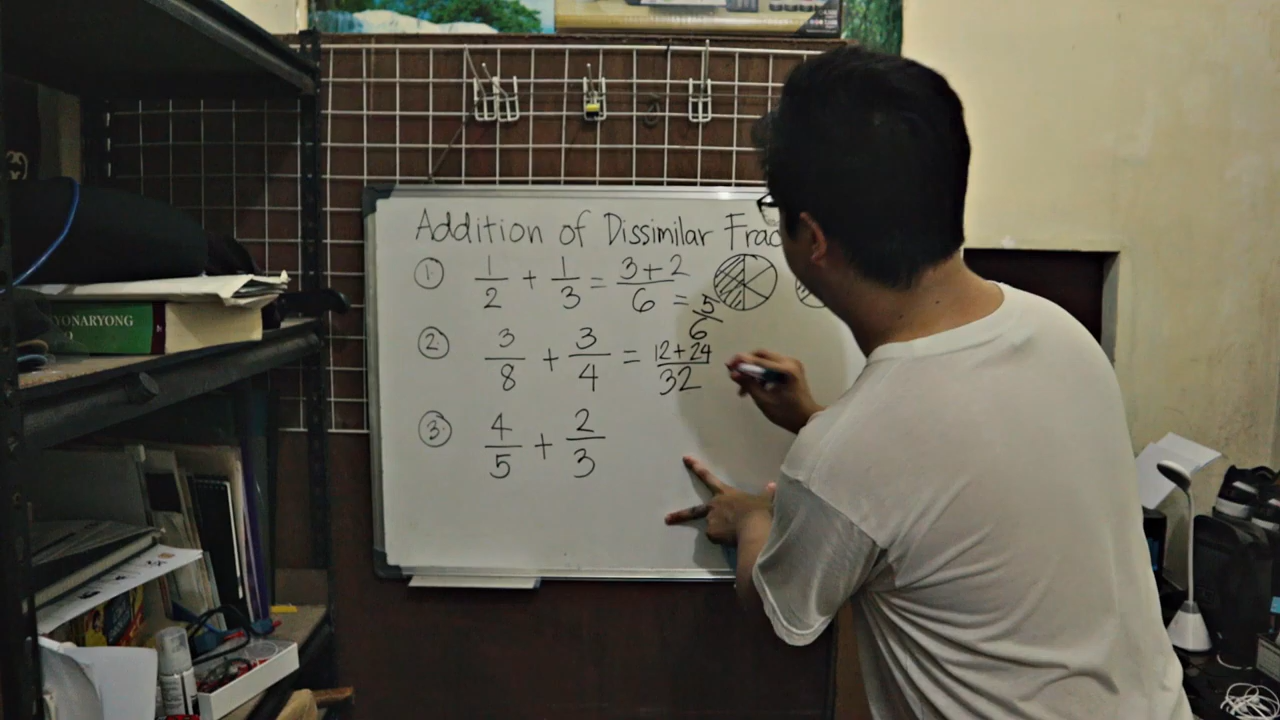 Addition of Dissimilar Frac
① 1/2 + 1/3 = 3+2/6 = 5/6
② 3/8 + 3/4 = 12+24/32
③ 4/5 + 2/3
YONARYONG